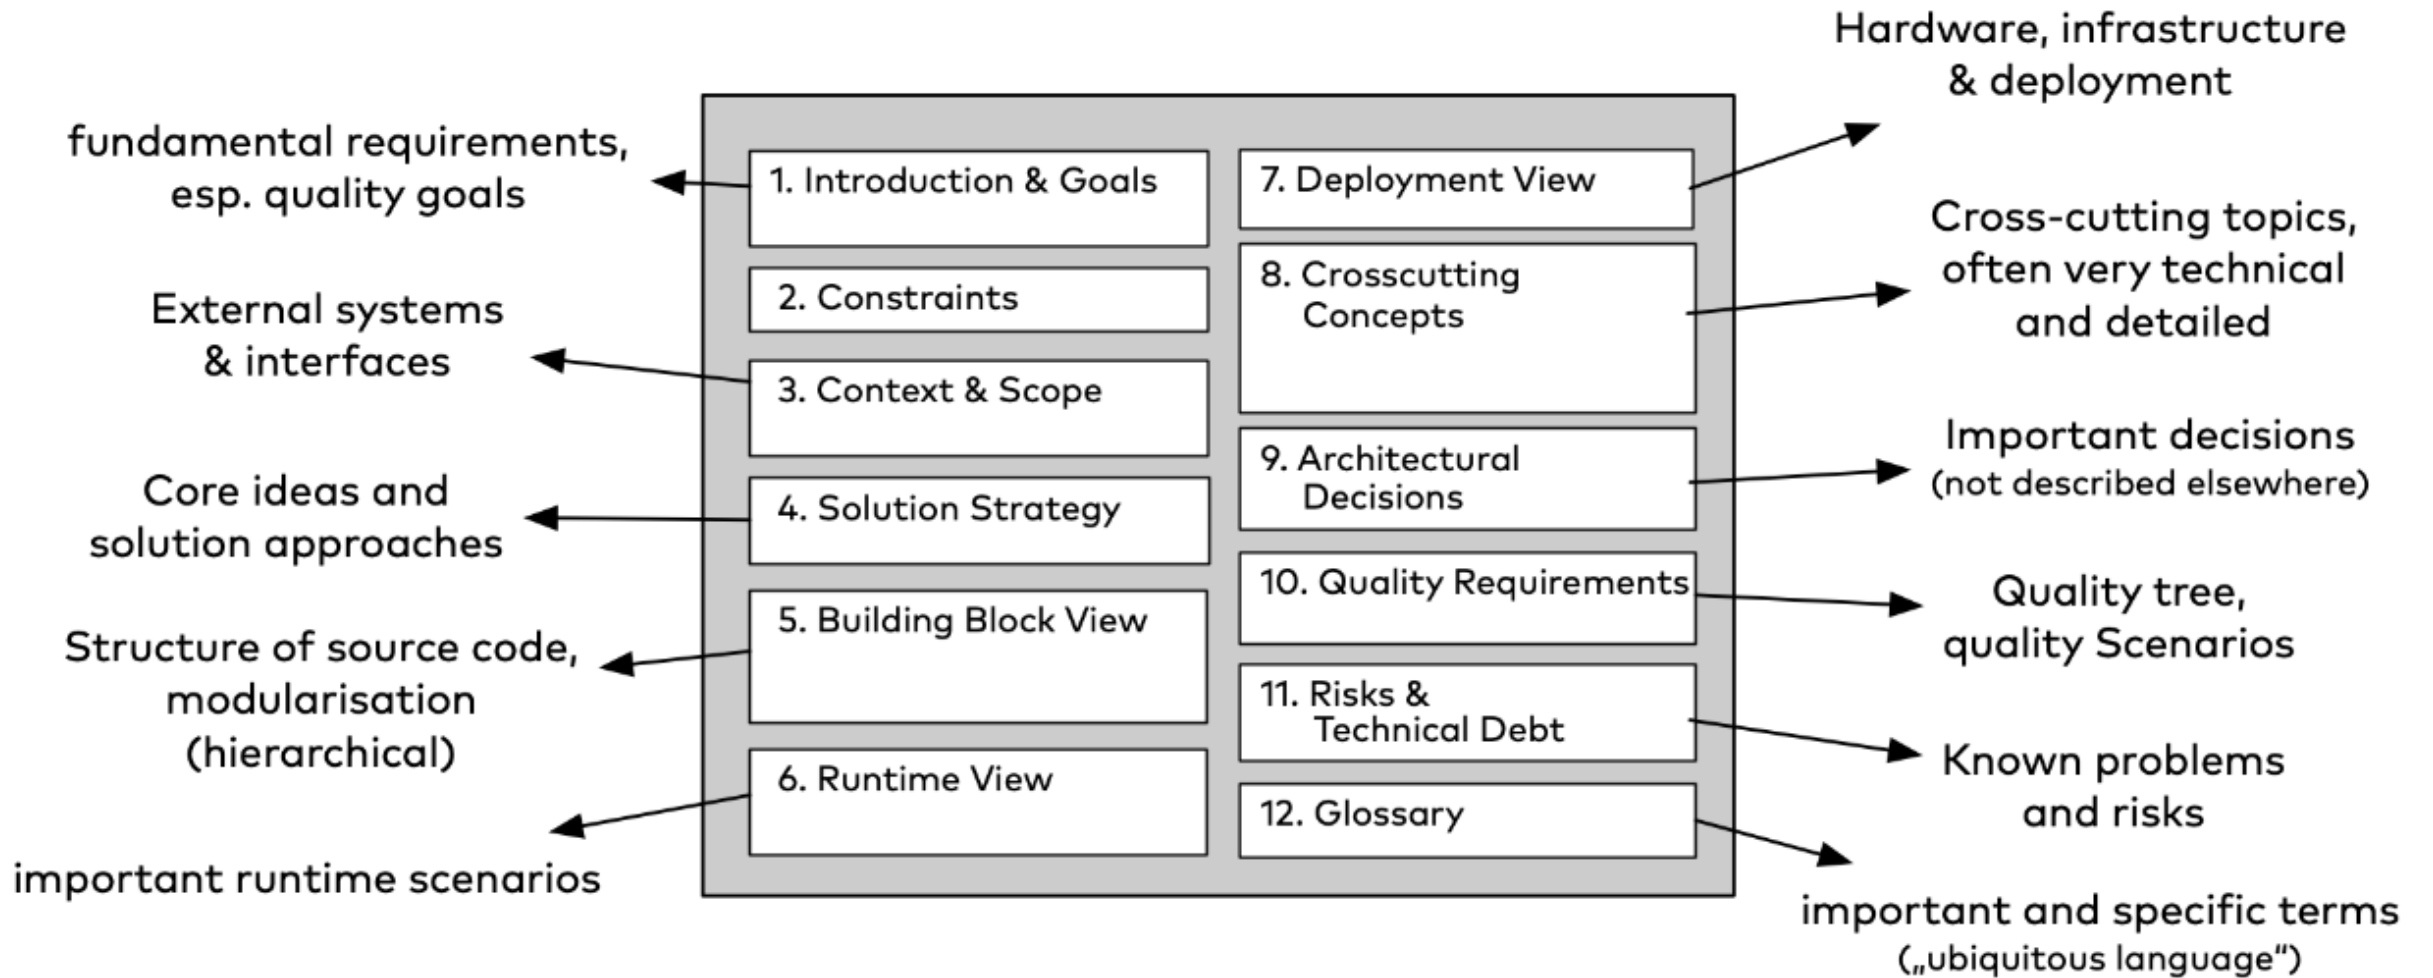 fundamental requirements,
esp. quality goals
External systems
& interfaces
Core ideas and
solution approaches
Structure of source code,
modularisation
(hierarchical)
important runtime scenarios
1. Introduction & Goals
2. Constraints
3. Context & Scope
4. Solution Strategy
5. Building Block View
6. Runtime View
7. Deployment View
8. Crosscutting
Concepts
9. Architectural
Decisions
10. Quality Requirements
11. Risks &
Technical Debt
12. Glossary
Hardware, infrastructure
& deployment
Cross-cutting topics,
often very technical
and detailed
Important decisions
(not described elsewhere)
Quality tree,
quality Scenarios
Known problems
and risks
important and specific terms
(„ubiquitous language“)